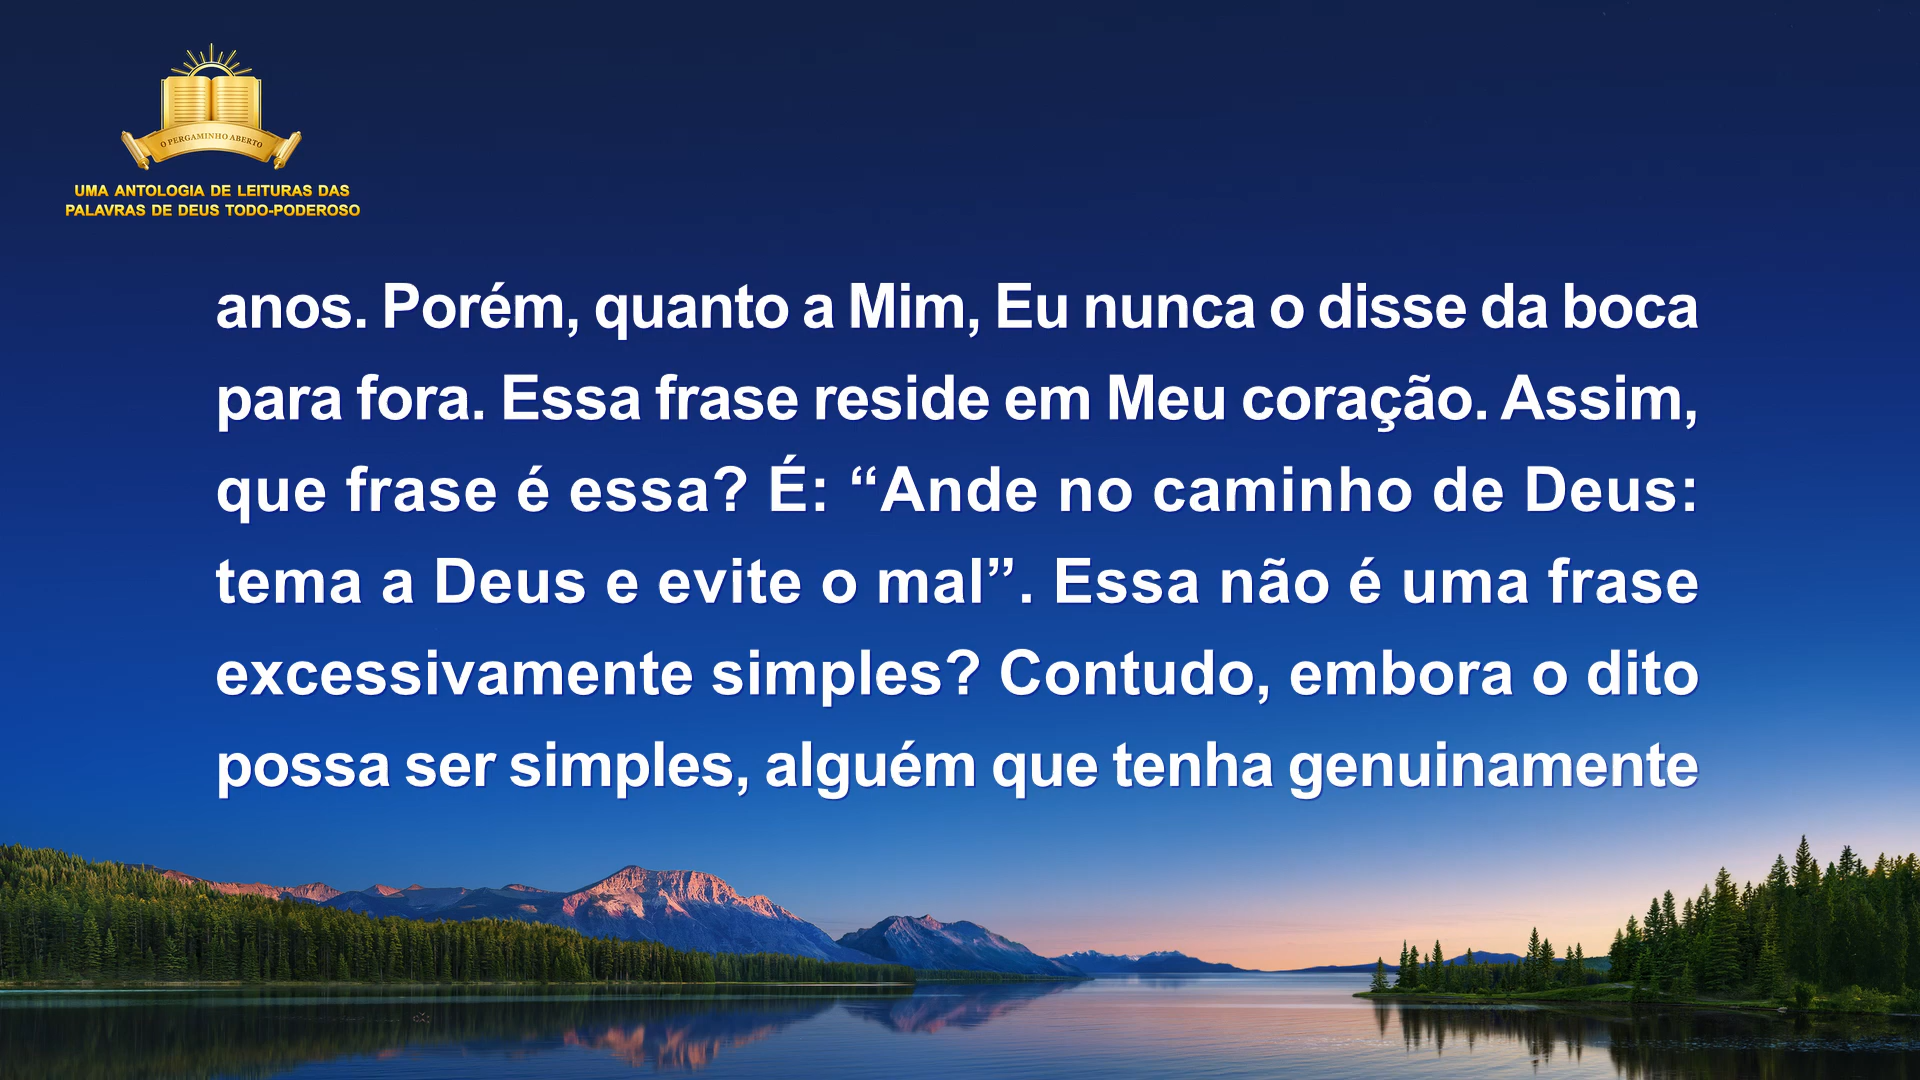 O PERGAMINHO ABERTO
UMA ANTOLOGIA DE LEITURAS DAS
PALAVRAS DE DEUS TODO-PODEROSO
anos. Porém, quanto a Mim, Eu nunca o disse da boca
para fora. Essa frase reside em Meu coração. Assim,
que frase é essa? É: “Ande no caminho de Deus:
tema a Deus e evite o mal”. Essa não é uma frase
excessivamente simples? Contudo, embora o dito
possa ser simples, alguém que tenha genuinamente